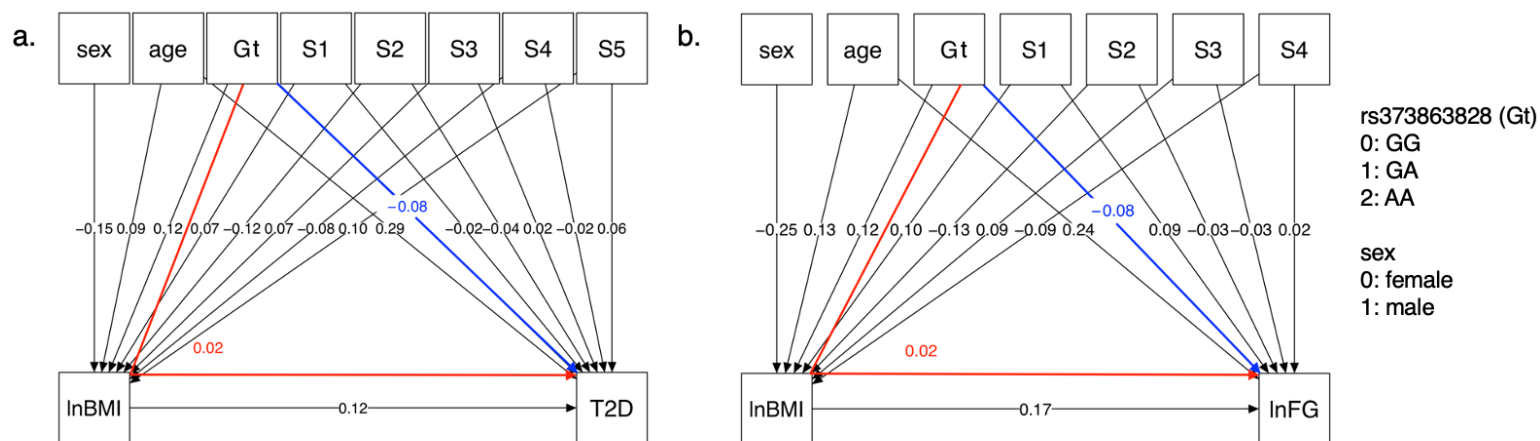 a.
sex age Gt S1 S2 S3 S4 S5
−0.08
−0.15 0.09 0.12 0.07 −0.12 0.07 −0.08 0.10 0.29 −0.02 −0.04 0.02 −0.02 0.06
0.02
lnBMI 0.12 T2D
b.
sex age Gt S1 S2 S3 S4
−0.08
−0.25 0.13 0.12 0.10 −0.13 0.09 −0.09 0.24 0.09 −0.03 −0.03 0.02
0.02
lnBMI 0.17 lnFG
rs373863828 (Gt)
0: GG
1: GA
2: AA
sex
0: female
1: male